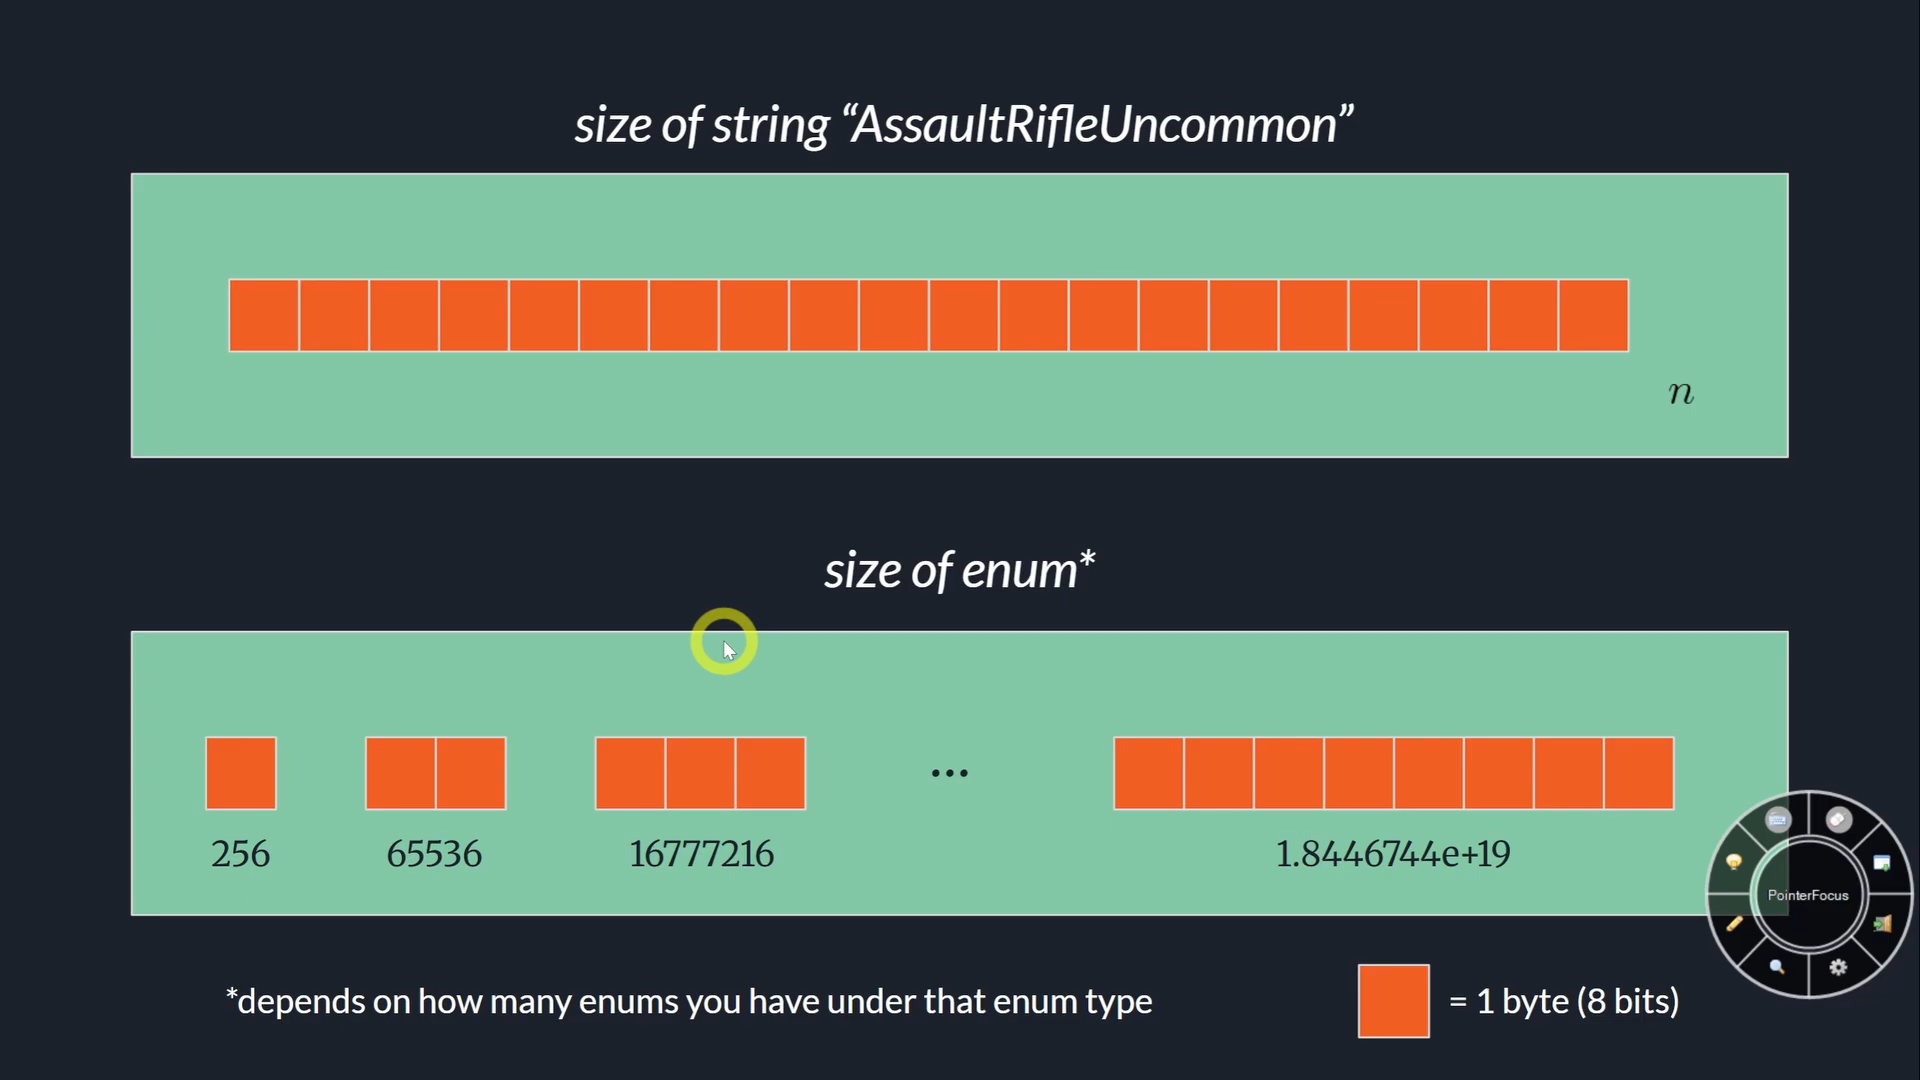 size of string “AssaultRifleUncommon”
n
size of enum*
...
256 65536 16777216 1.8446744e+19
PointerFocus
*depends on how many enums you have under that enum type
= 1 byte (8 bits)